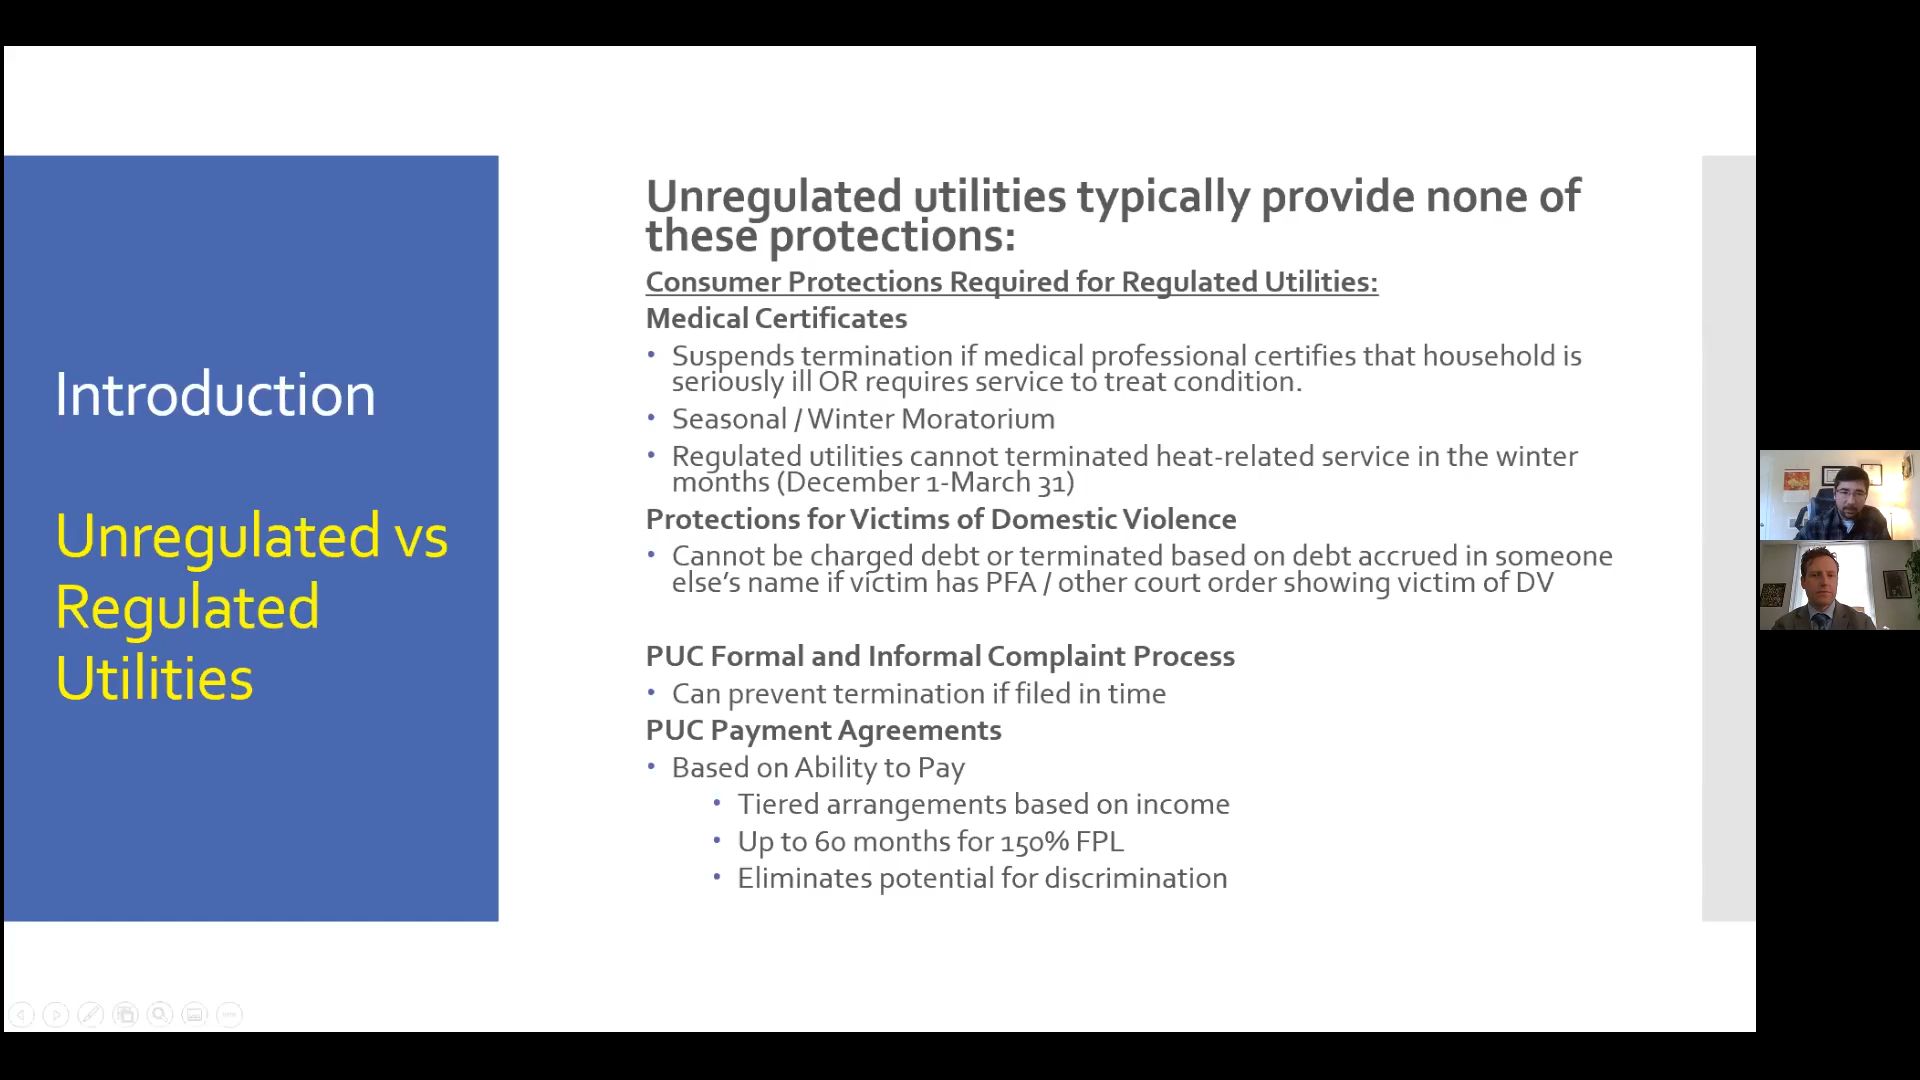 Introduction
Unregulated vs
Regulated
Utilities
Unregulated utilities typically provide none of
these protections:
Consumer Protections Required for Regulated Utilities:
Medical Certificates
• Suspends termination if medical professional certifies that household is
seriously ill OR requires service to treat condition.
• Seasonal / Winter Moratorium
• Regulated utilities cannot terminated heat-related service in the winter
months (December 1-March 31)
Protections for Victims of Domestic Violence
• Cannot be charged debt or terminated based on debt accrued in someone
else’s name if victim has PFA / other court order showing victim of DV
PUC Formal and Informal Complaint Process
• Can prevent termination if filed in time
PUC Payment Agreements
• Based on Ability to Pay
• Tiered arrangements based on income
• Up to 60 months for 150% FPL
• Eliminates potential for discrimination